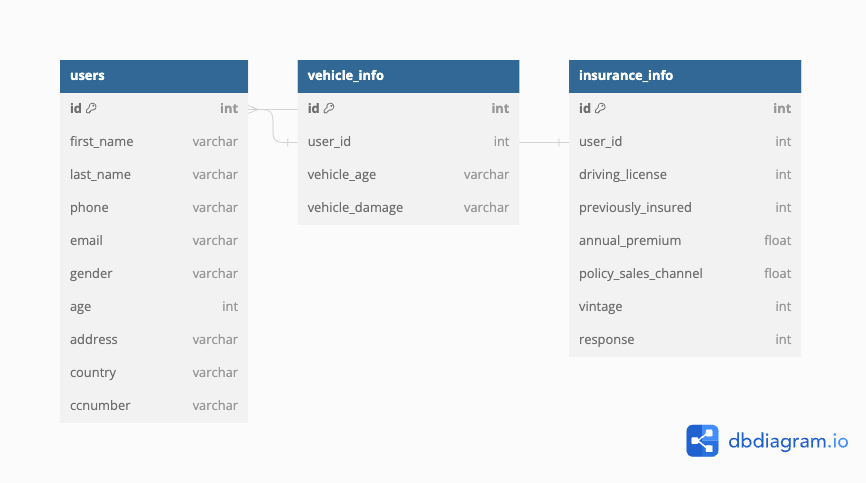 users
id int
first_name varchar
last_name varchar
phone varchar
email varchar
gender varchar
age int
address varchar
country varchar
ccnumber varchar
vehicle_info
id int
user_id int
vehicle_age varchar
vehicle_damage varchar
insurance_info
id int
user_id int
driving_license int
previously_insured int
annual_premium float
policy_sales_channel float
vintage int
response int
dbdiagram.io